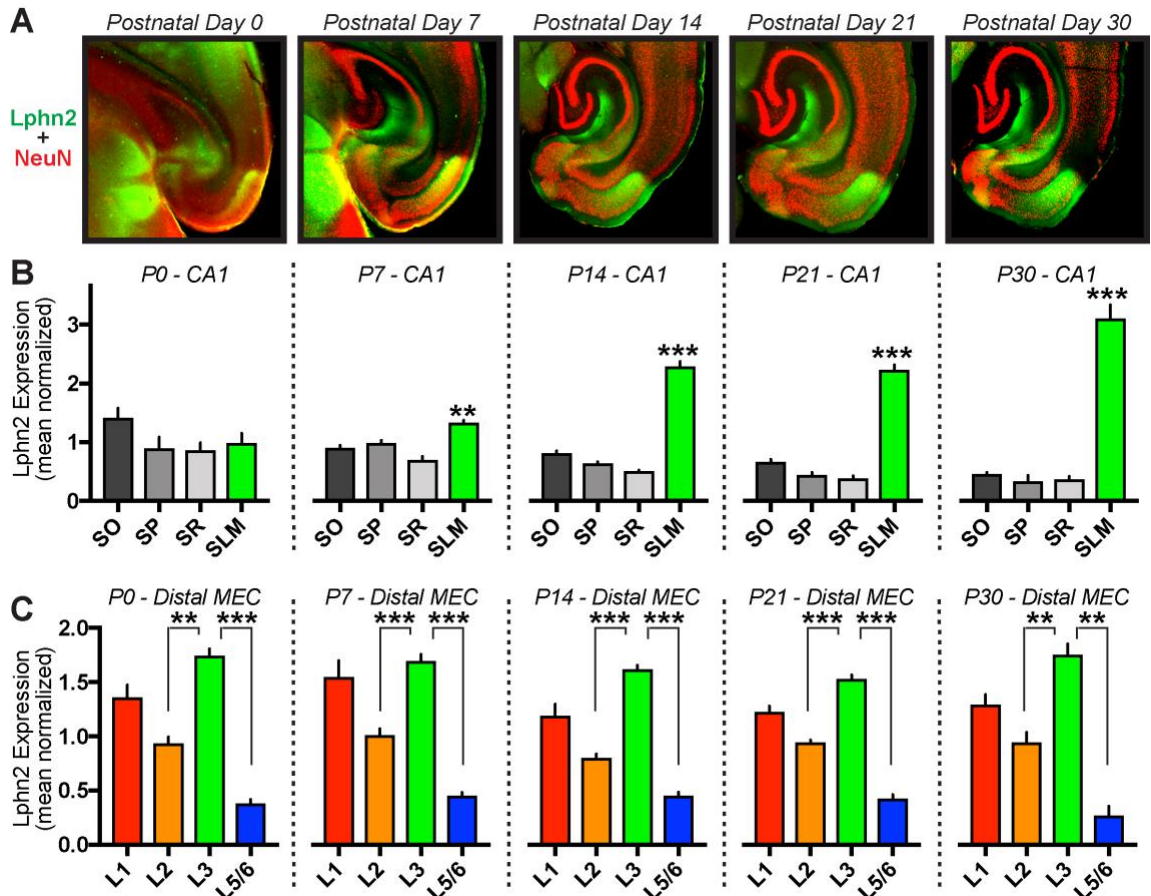 A
Postnatal Day 0 Postnatal Day 7 Postnatal Day 14 Postnatal Day 21 Postnatal Day 30
Lphn2
+
NeuN
B
P0 - CA1 P7 - CA1 P14 - CA1 P21 - CA1 P30 - CA1
Lphn2 Expression
(mean normalized)
3
2
1
0
** *** *** ***
SO SP SR SLM SO SP SR SLM SO SP SR SLM SO SP SR SLM SO SP SR SLM
C
P0 - Distal MEC P7 - Distal MEC P14 - Distal MEC P21 - Distal MEC P30 - Distal MEC
** *** *** *** *** *** *** *** ** **
Lphn2 Expression
(mean normalized)
2.0
1.5
1.0
0.5
0.0
L1 L2 L3 L5/6 L1 L2 L3 L5/6 L1 L2 L3 L5/6 L1 L2 L3 L5/6 L1 L2 L3 L5/6